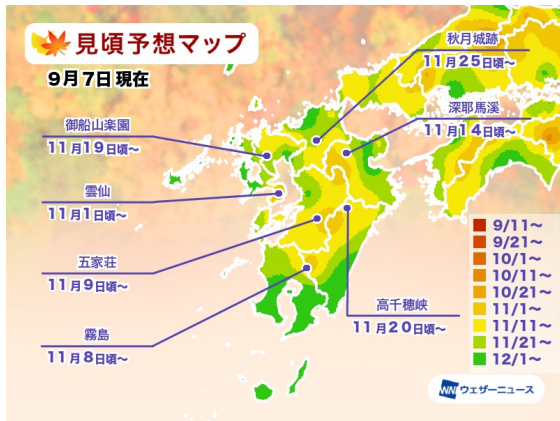 見頃予想マップ
9月7日現在
秋月城跡
11月25日頃～
深耶馬溪
11月14日頃～
御船山楽園
11月19日頃～
雲仙
11月1日頃～
五家荘
11月9日頃～
霧島
11月8日頃～
高千穂峡
11月20日頃～
9/11～
9/21～
10/1～
10/11～
10/21～
11/1～
11/11～
11/21～
12/1～
WNI ウェザーニュース